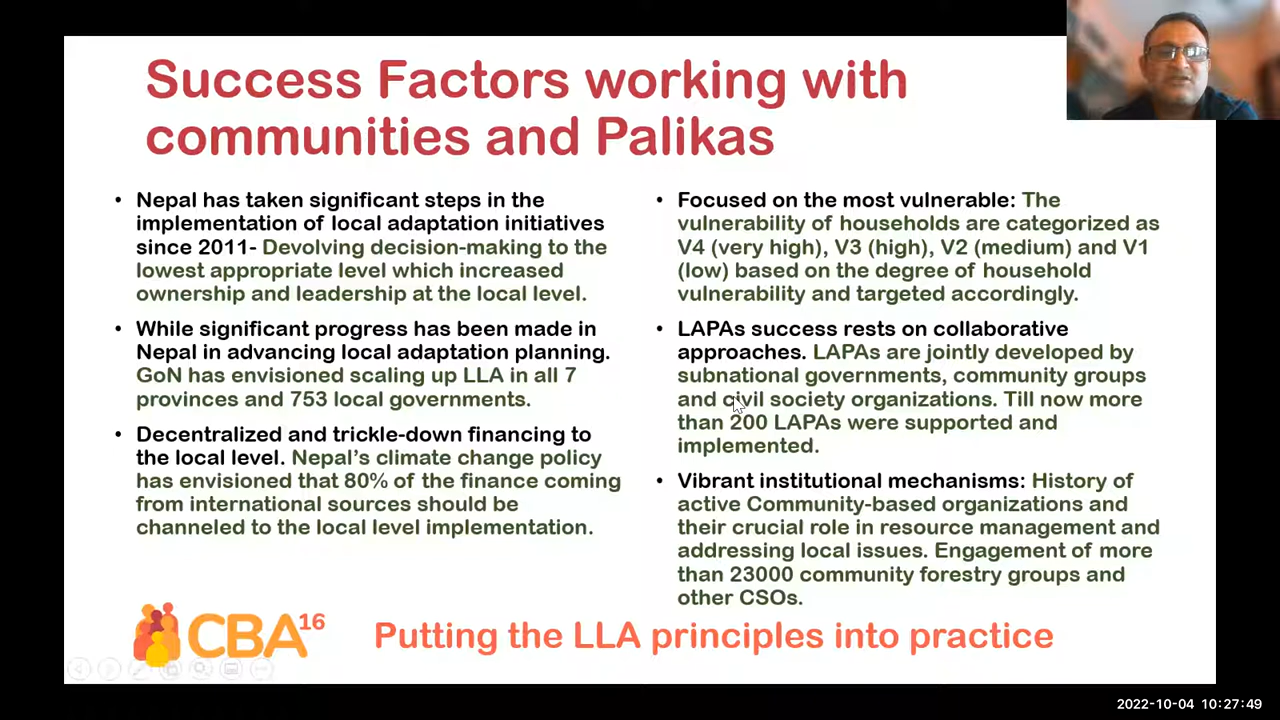 Success Factors working with
communities and Palikas
• Nepal has taken significant steps in the
implementation of local adaptation initiatives
since 2011- Devolving decision-making to the
lowest appropriate level which increased
ownership and leadership at the local level.
• While significant progress has been made in
Nepal in advancing local adaptation planning.
GoN has envisioned scaling up LLA in all 7
provinces and 753 local governments.
• Decentralized and trickle-down financing to
the local level. Nepal's climate change policy
has envisioned that 80% of the finance coming
from international sources should be
channeled to the local level implementation.
• Focused on the most vulnerable: The
vulnerability of households are categorized as
V4 (very high), V3 (high), V2 (medium) and V1
(low) based on the degree of household
vulnerability and targeted accordingly.
• LAPAs success rests on collaborative
approaches. LAPAs are jointly developed by
subnational governments, community groups
and civil society organizations. Till now more
than 200 LAPAs were supported and
implemented.
• Vibrant institutional mechanisms: History of
active Community-based organizations and
their crucial role in resource management and
addressing local issues. Engagement of more
than 23000 community forestry groups and
other CSOs.
CBA16
Putting the LLA principles into practice
2022-10-04 10:27:49